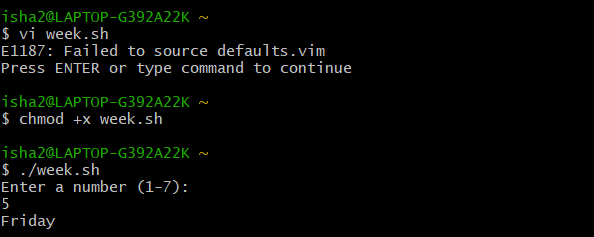 isha2@LAPTOP-G392A22K ~
$ vi week.sh
E1187: Failed to source defaults.vim
Press ENTER or type command to continue
isha2@LAPTOP-G392A22K ~
$ chmod +x week.sh
isha2@LAPTOP-G392A22K ~
$ ./week.sh
Enter a number (1-7):
5
Friday